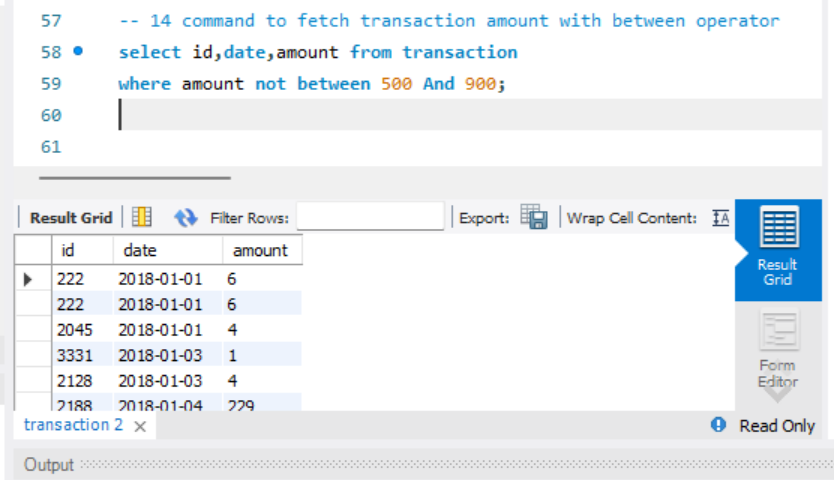 57 -- 14 command to fetch transaction amount with between operator
58 select id,date,amount from transaction
59 where amount not between 500 And 900;
60
61
Result Grid Filter Rows: Export: Wrap Cell Content: IA
id date amount
222 2018-01-01 6
222 2018-01-01 6
2045 2018-01-01 4
3331 2018-01-03 1
2128 2018-01-03 4
2188 2018-01-04 229
Result
Grid
Form
Editor
transaction 2 Read Only
Output